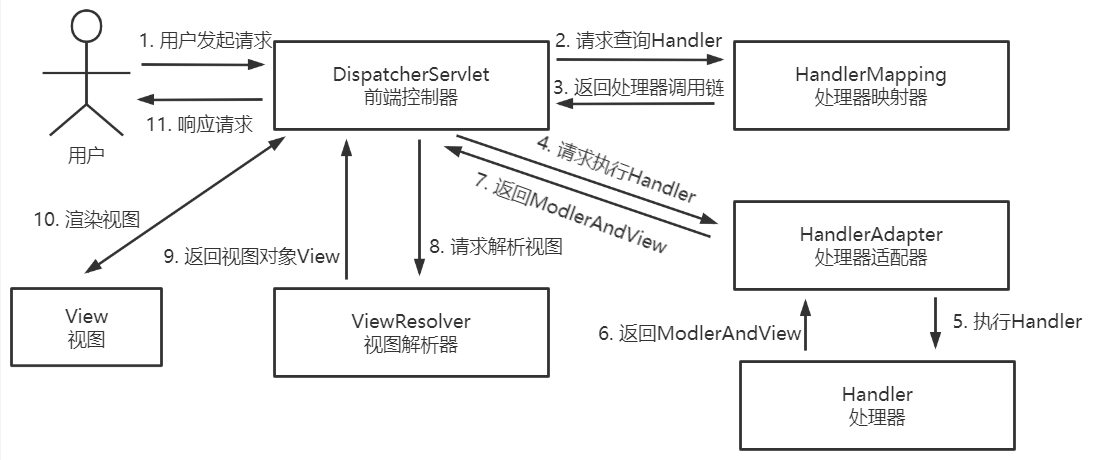 1. 用户发起请求
2. 请求查询Handler
DispatcherServlet
前端控制器
HandlerMapping
处理器映射器
3. 返回处理器调用链
11. 响应请求
用户
4. 请求执行Handler
7. 返回ModlerAndView
10. 渲染视图
9. 返回视图对象View
8. 请求解析视图
HandlerAdapter
处理器适配器
View
视图
ViewResolver
视图解析器
6. 返回ModlerAndView
5. 执行Handler
Handler
处理器